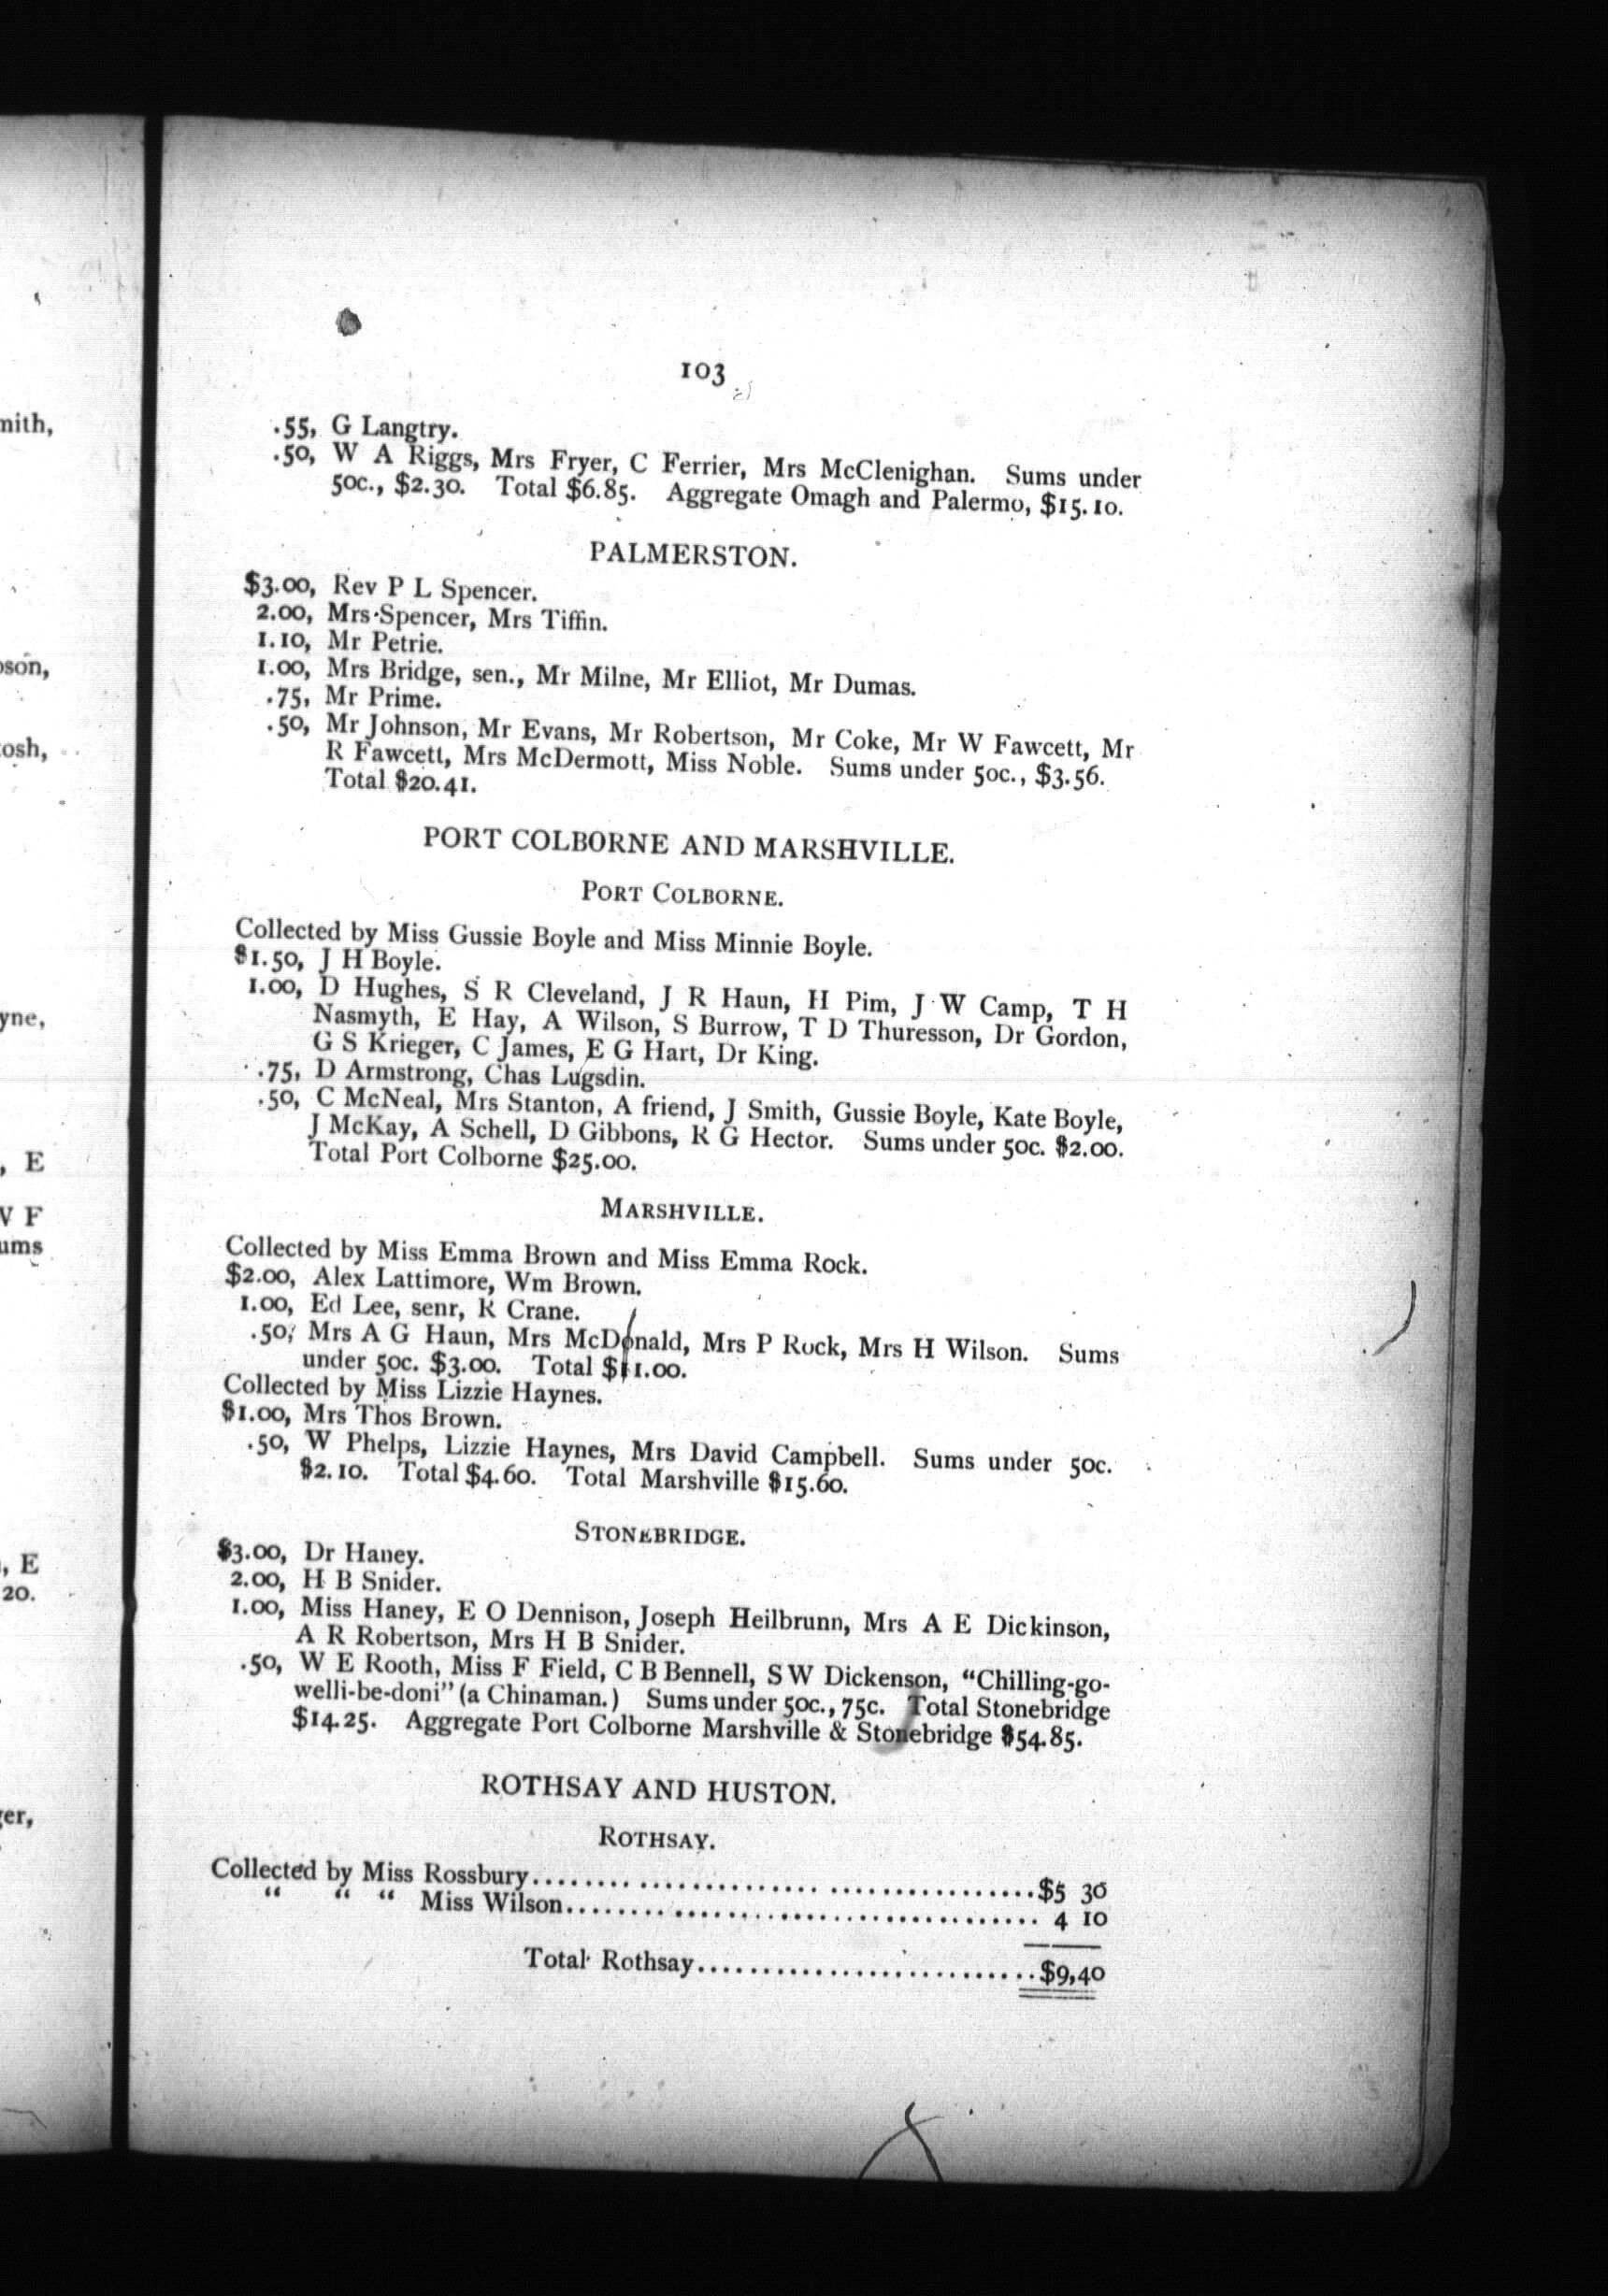 103
.55, G Langtry.
.50, W A Riggs, Mrs Fryer, C Ferrier, Mrs McClenighan. Sums under
50c., $2.30. Total $6.85. Aggregate Omagh and Palermo, $15.10.
PALMERSTON.
$3.00, Rev P L Spencer.
2.00, Mrs Spencer, Mrs Tiffin.
1.10, Mr Petrie.
1.00, Mrs Bridge, sen., Mr Milne, Mr Elliot, Mr Dumas.
.75, Mr Prime.
.50, Mr Johnson, Mr Evans, Mr Robertson, Mr Coke, Mr W Fawcett, Mr
R Fawcett, Mrs McDermott, Miss Noble. Sums under 50c., $3.56.
Total $20.41.
PORT COLBORNE AND MARSHVILLE.
PORT COLBORNE.
Collected by Miss Gussie Boyle and Miss Minnie Boyle.
$1.50, J H Boyle.
1.00, D Hughes, S R Cleveland, J R Haun, H Pim, J W Camp, T H
Nasmyth, E Hay, A Wilson, S Burrow, T D Thuresson, Dr Gordon,
G S Krieger, C James, E G Hart, Dr King.
.75, D Armstrong, Chas Lugsdin.
.50, C McNeal, Mrs Stanton, A friend, J Smith, Gussie Boyle, Kate Boyle,
J McKay, A Schell, D Gibbons, R G Hector. Sums under 50c. $2.00.
Total Port Colborne $25.00.
MARSHVILLE.
Collected by Miss Emma Brown and Miss Emma Rock.
$2.00, Alex Lattimore, Wm Brown.
1.00, Ed Lee, senr, R Crane.
.50, Mrs A G Haun, Mrs McDonald, Mrs P Rock, Mrs H Wilson. Sums
under 50c. $3.00. Total $11.00.
Collected by Miss Lizzie Haynes.
$1.00, Mrs Thos Brown.
.50, W Phelps, Lizzie Haynes, Mrs David Campbell. Sums under 50c.
$2.10. Total $4.60. Total Marshville $15.60.
STONEBRIDGE.
$3.00, Dr Haney.
2.00, H B Snider.
1.00, Miss Haney, E O Dennison, Joseph Heilbrunn, Mrs A E Dickinson,
A R Robertson, Mrs H B Snider.
.50, W E Rooth, Miss F Field, C B Bennell, S W Dickenson, “Chilling-go-
welli-be-doni” (a Chinaman.) Sums under 50c., 75c. Total Stonebridge
$14.25. Aggregate Port Colborne Marshville & Stonebridge $54.85.
ROTHSAY AND HUSTON.
ROTHSAY.
Collected by Miss Rossbury........................................$5 30
“ “ “ Miss Wilson........................................ 4 10
Total Rothsay............................$9,40